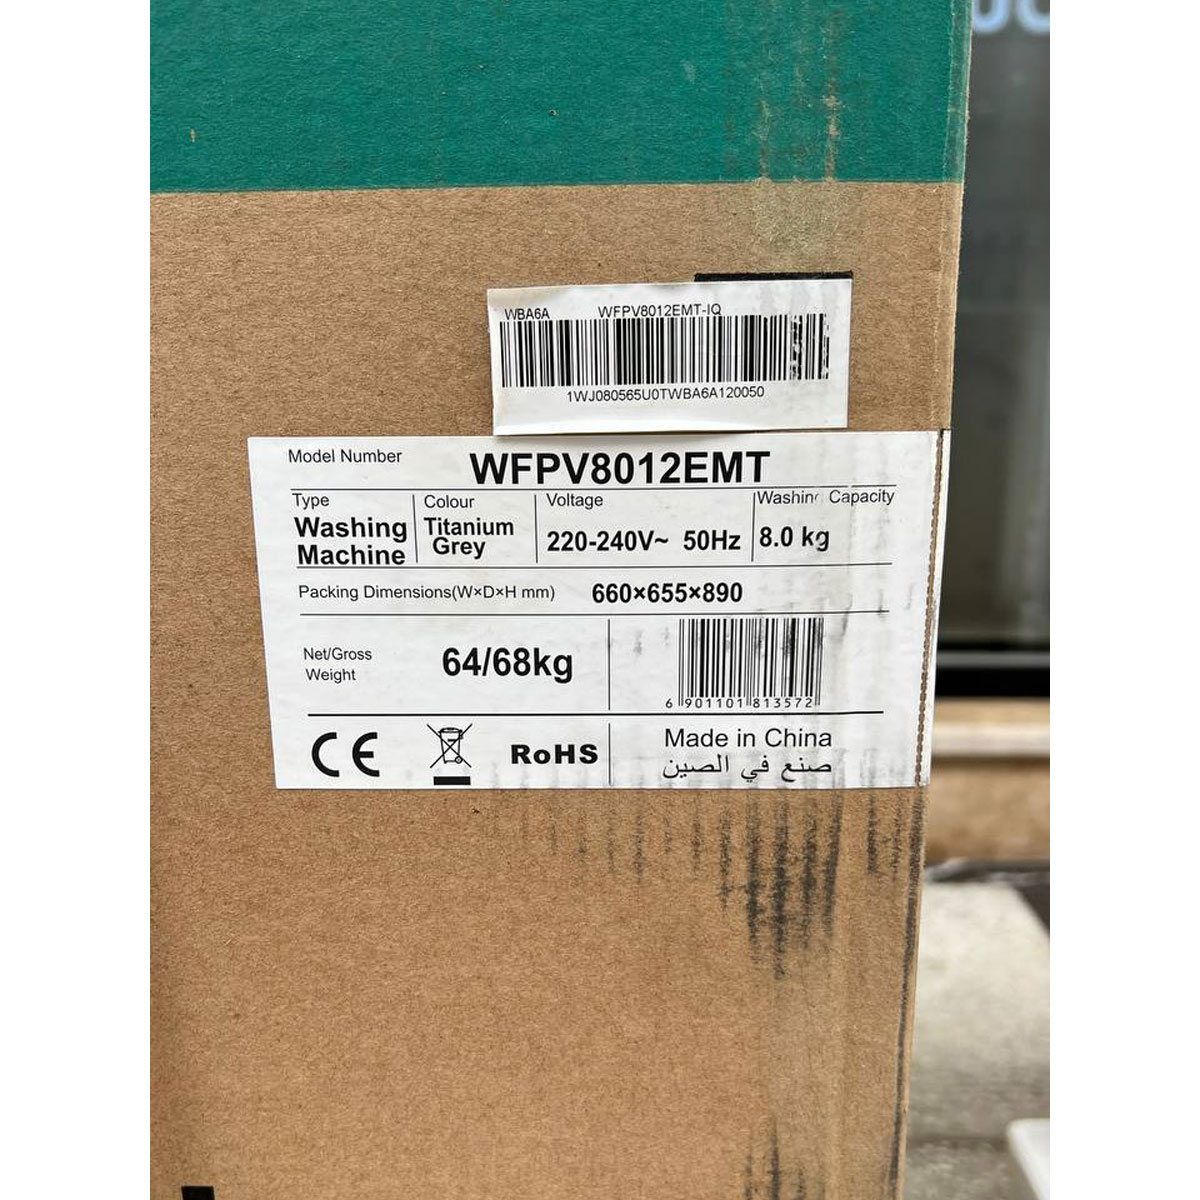 WBA6A WFPV8012EMT-IQ
1WJ080565U0TWBA6A120050
Model Number WFPV8012EMT
Type Colour Voltage Washing Capacity
Washing Machine Titanium Grey 220-240V~ 50Hz 8.0 kg
Packing Dimensions(W×D×H mm) 660×655×890
Net/Gross Weight 64/68kg
6 901101 813572
CE RoHS Made in China
صنع في الصين